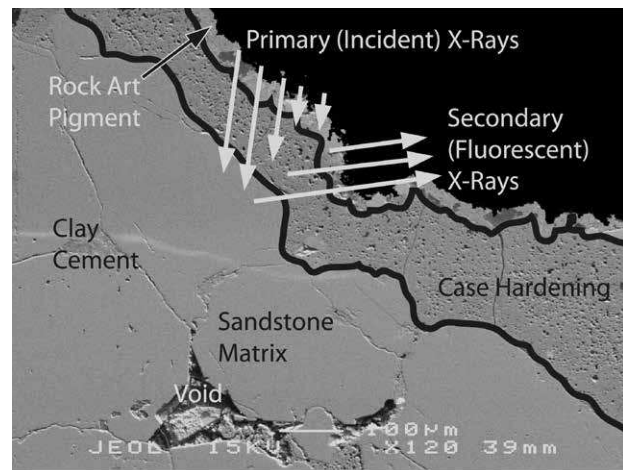 Primary (Incident) X-Rays
Rock Art
Pigment
Secondary
(Fluorescent)
X-Rays
Clay
Cement
Case Hardening
Sandstone
Matrix
Void
100µm
JEOL 15KV X120 39mm